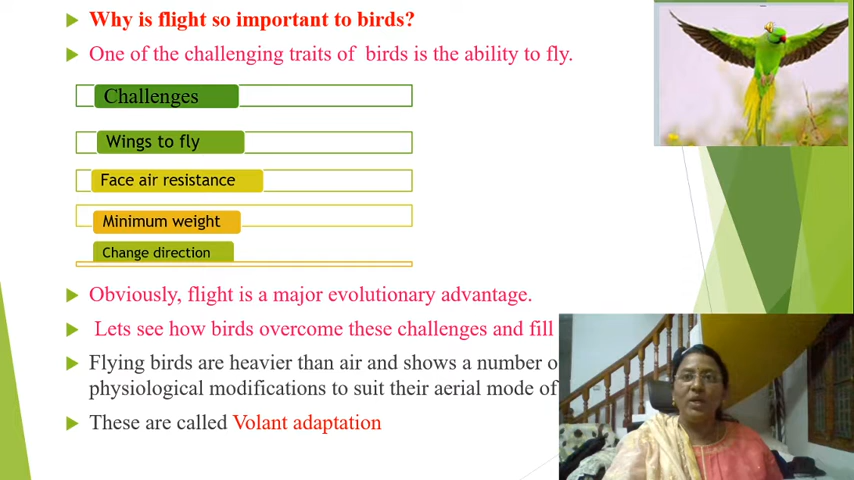 Why is flight so important to birds?
One of the challenging traits of birds is the ability to fly.
Challenges
Wings to fly
Face air resistance
Minimum weight
Change direction
Obviously, flight is a major evolutionary advantage.
Lets see how birds overcome these challenges and fill
Flying birds are heavier than air and shows a number o
physiological modifications to suit their aerial mode of
These are called Volant adaptation